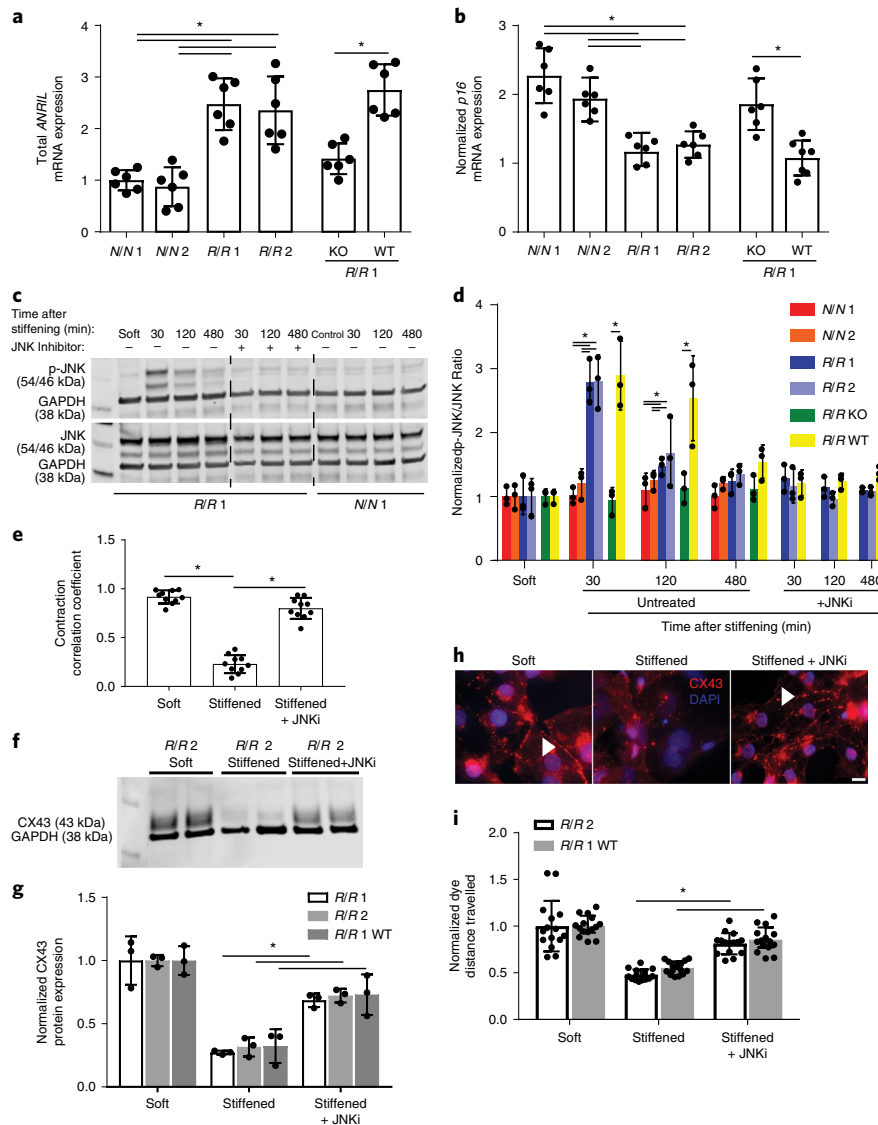 a
Total ANRIL
mRNA expression
4
3
2
1
0
*
*
N/N 1
N/N 2
R/R 1
R/R 2
KO
WT
R/R 1
b
Normalized p16
mRNA expression
3
2
1
0
*
*
N/N 1
N/N 2
R/R 1
R/R 2
KO
WT
R/R 1
c
Time after
stiffening (min):
Soft 30 120 480 30 120 480 Control 30 120 480
JNK Inhibitor: – – – – + + + – – – –
p-JNK
(54/46 kDa)
GAPDH
(38 kDa)
JNK
(54/46 kDa)
GAPDH
(38 kDa)
R/R 1
N/N 1
d
Normalizedp-JNK/JNK Ratio
4
3
2
1
0
*
*
*
*
N/N 1
N/N 2
R/R 1
R/R 2
R/R KO
R/R WT
Soft
30
120
480
30
120
480
Untreated
+JNKi
Time after stiffening (min)
e
Contraction
correlation coefficient
1.5
1.0
0.5
0
*
*
Soft
Stiffened
Stiffened
+ JNKi
f
R/R 2
Soft
R/R 2
Stiffened
R/R 2
Stiffened+JNKi
CX43 (43 kDa)
GAPDH (38 kDa)
g
Normalized CX43
protein expression
1.5
1.0
0.5
0.0
*
R/R 1
R/R 2
R/R 1 WT
Soft
Stiffened
Stiffened
+ JNKi
h
Soft
Stiffened
Stiffened + JNKi
CX43
DAPI
i
Normalized dye
distance travelled
2.0
1.5
1.0
0.5
0.0
*
R/R 2
R/R 1 WT
Soft
Stiffened
Stiffened
+ JNKi